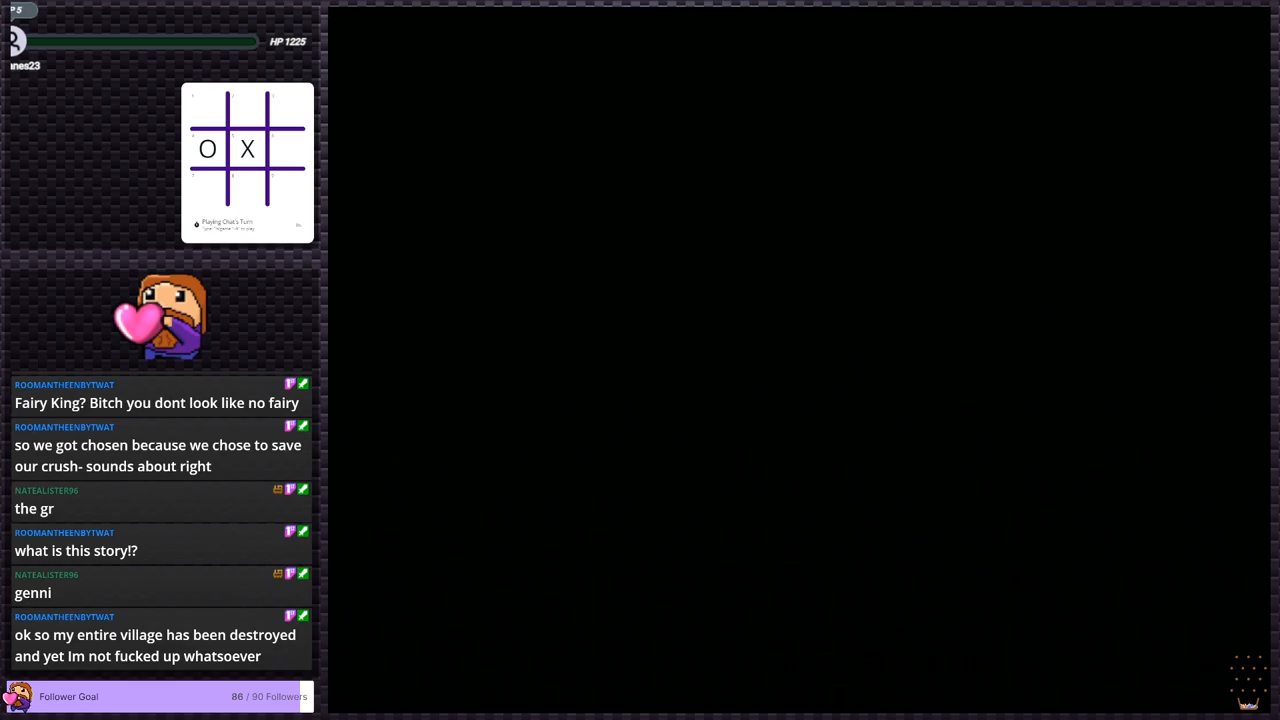 P 5
HP 1225
nes23
O X
Playing Chat's Turn
ROOMANTHEENBYTWAT
Fairy King? Bitch you dont look like no fairy
ROOMANTHEENBYTWAT
so we got chosen because we chose to save
our crush- sounds about right
NATEALISTER96
the gr
ROOMANTHEENBYTWAT
what is this story!?
NATEALISTER96
genni
ROOMANTHEENBYTWAT
ok so my entire village has been destroyed
and yet Im not fucked up whatsoever
Follower Goal 86 / 90 Followers